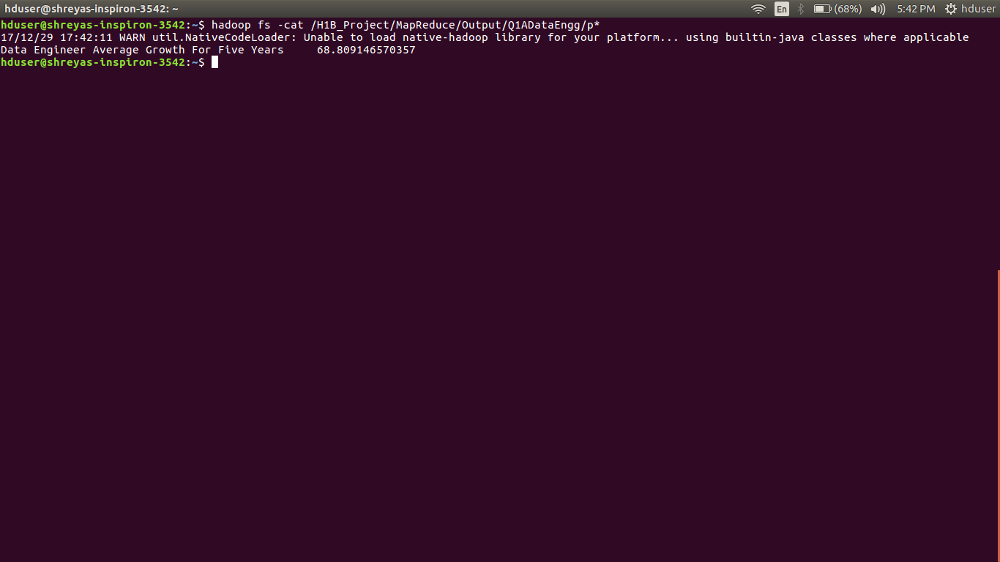 hduser@shreyas-inspiron-3542: ~ En (68%) 5:42 PM hduser
hduser@shreyas-inspiron-3542:~$ hadoop fs -cat /H1B_Project/MapReduce/Output/Q1ADataEngg/p*
17/12/29 17:42:11 WARN util.NativeCodeLoader: Unable to load native-hadoop library for your platform... using builtin-java classes where applicable
Data Engineer Average Growth For Five Years     68.809146570357
hduser@shreyas-inspiron-3542:~$